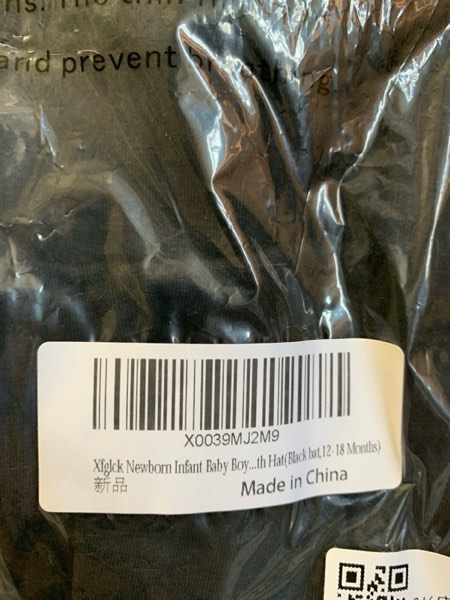 and prevent
X0039MJ2M9
Xfglck Newborn Infant Baby Boy...th Hat(Black bat,12-18 Months)
新品
Made in China